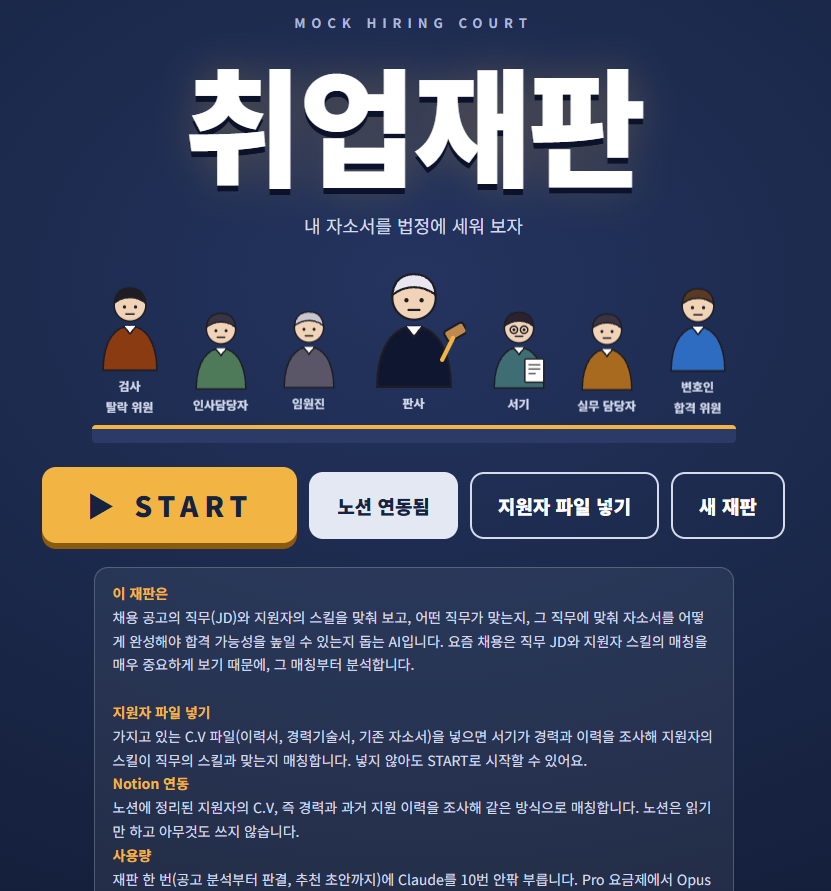 MOCK HIRING COURT
취업재판
내 자소서를 법정에 세워 보자
검사
탈락 위원
인사담당자
임원진
판사
서기
실무 담당자
변호인
합격 위원
▶ START
노션 연동됨
지원자 파일 넣기
새 재판
이 재판은
채용 공고의 직무(JD)와 지원자의 스킬을 맞춰 보고, 어떤 직무가 맞는지, 그 직무에 맞춰 자소서를 어떻
게 완성해야 합격 가능성을 높일 수 있는지 돕는 AI입니다. 요즘 채용은 직무 JD와 지원자 스킬의 매칭을
매우 중요하게 보기 때문에, 그 매칭부터 분석합니다.
지원자 파일 넣기
가지고 있는 C.V 파일(이력서, 경력기술서, 기존 자소서)을 넣으면 서기가 경력과 이력을 조사해 지원자의
스킬이 직무의 스킬과 맞는지 매칭합니다. 넣지 않아도 START로 시작할 수 있어요.
Notion 연동
노션에 정리된 지원자의 C.V, 즉 경력과 과거 지원 이력을 조사해 같은 방식으로 매칭합니다. 노션은 읽기
만 하고 아무것도 쓰지 않습니다.
사용량
재판 한 번(공고 분석부터 판결, 추천 초안까지)에 Claude를 10번 안팎 부릅니다. Pro 요금제에서 Opus